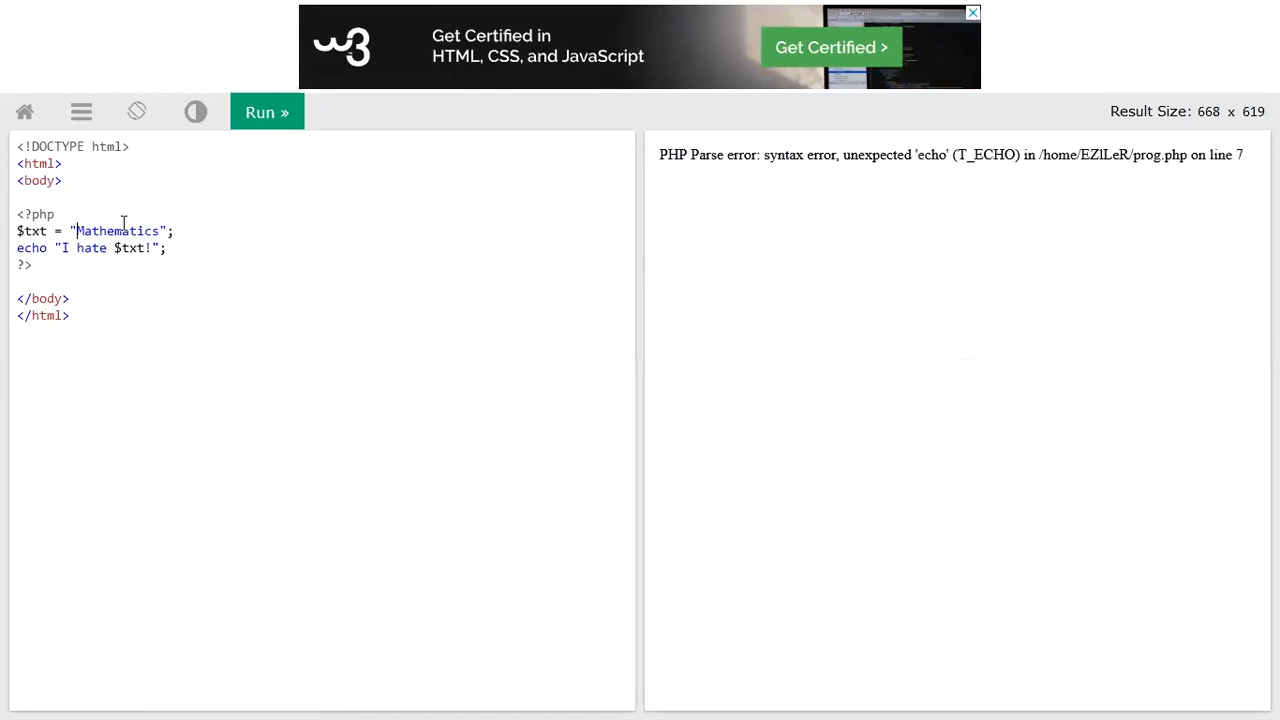 Get Certified in
HTML, CSS, and JavaScript
Get Certified >
Run »
Result Size: 668 x 619
<!DOCTYPE html>
<html>
<body>
<?php
$txt = "Mathematics";
echo "I hate $txt!";
?>
</body>
</html>
PHP Parse error: syntax error, unexpected 'echo' (T_ECHO) in /home/EZlLeR/prog.php on line 7